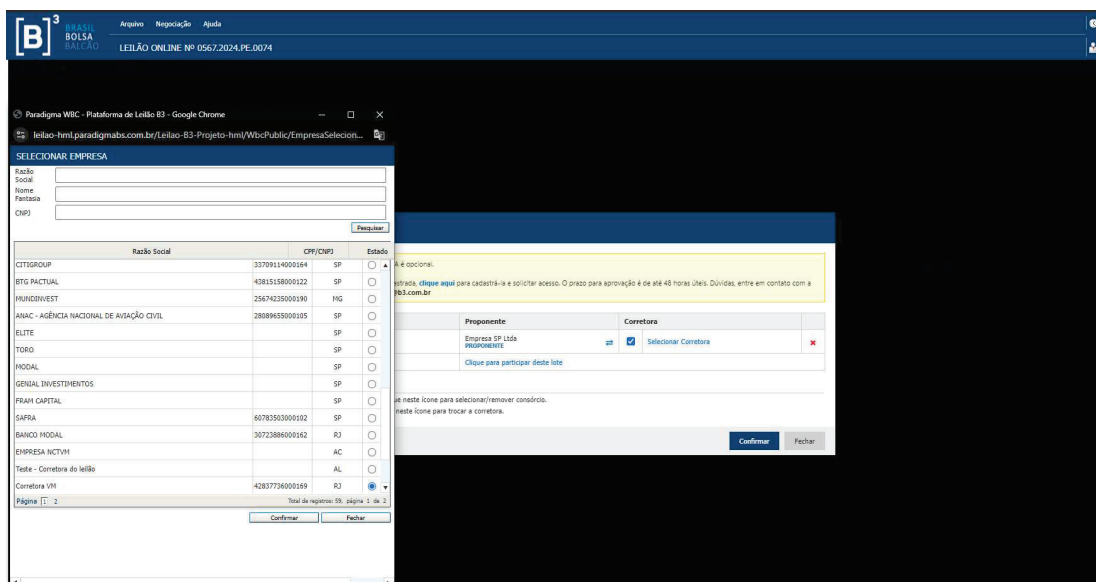 [B]³ BRASIL
BOLSA
BALCÃO
Arquivo Negociação Ajuda
LEILÃO ONLINE Nº 0567.2024.PE.0074
Paradigma WBC - Plataforma de Leilão B3 - Google Chrome
leilao-hml.paradigmabs.com.br/Leilao-B3-Projeto-hml/WbcPublic/EmpresaSelecion...
SELECIONAR EMPRESA
Razão
Social
Nome
Fantasia
CNPJ
Pesquisar
Razão Social CPF/CNPJ Estado
CITIGROUP 33709114000164 SP
BTG PACTUAL 43815158000122 SP
MUNDINVEST 25674235000190 MG
ANAC - AGÊNCIA NACIONAL DE AVIAÇÃO CIVIL 28089655000105 SP
ELITE SP
TORO SP
MODAL SP
GENIAL INVESTIMENTOS SP
FRAM CAPITAL SP
SAFRA 60783503000102 SP
BANCO MODAL 30723886000162 RJ
EMPRESA NCTVM AC
Teste - Corretora do leilão AL
Corretora VM 42837736000169 RJ
Página 1 2 Total de registros: 59, página 1 de 2
Confirmar Fechar
A é opcional.
astrada, clique aqui para cadastrá-la e solicitar acesso. O prazo para aprovação é de até 48 horas úteis. Dúvidas, entre em contato com a
@b3.com.br
Proponente Corretora
Empresa SP Ltda
PROPONENTE
Selecionar Corretora
Clique para participar deste lote
ue neste ícone para selecionar/remover consórcio.
neste ícone para trocar a corretora.
Confirmar Fechar